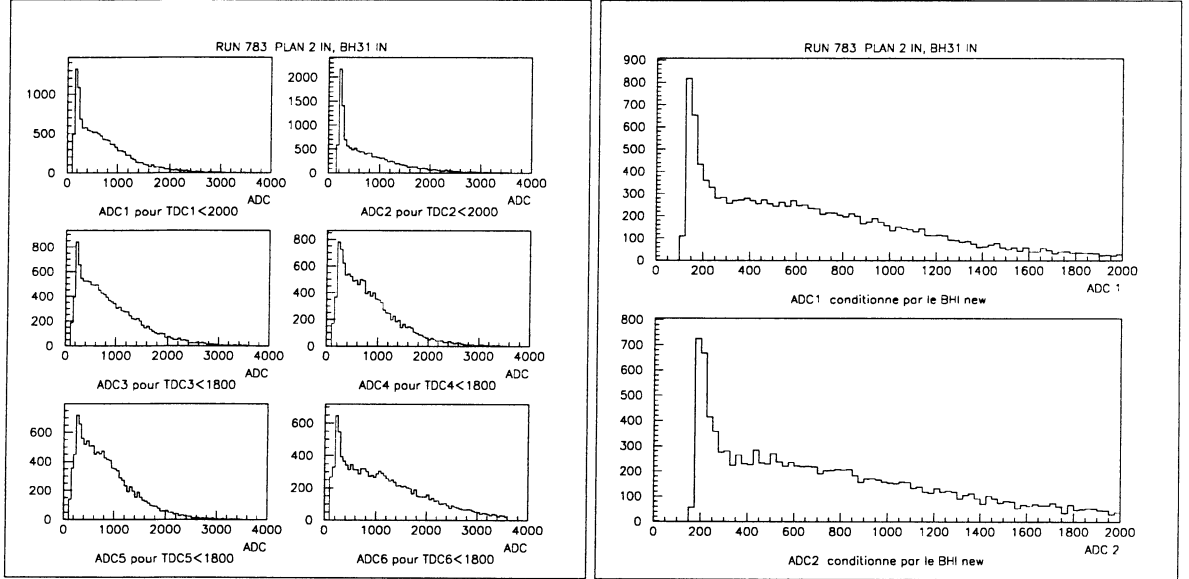 RUN 783 PLAN 2 IN, BH31 IN
1000
500
0
0 1000 2000 3000 4000
ADC
ADC1 pour TDC1<2000
2000
1500
1000
500
0
0 1000 2000 3000 4000
ADC
ADC2 pour TDC2<2000
800
600
400
200
0
0 1000 2000 3000 4000
ADC
ADC3 pour TDC3<1800
800
600
400
200
0
0 1000 2000 3000 4000
ADC
ADC4 pour TDC4<1800
600
400
200
0
0 1000 2000 3000 4000
ADC
ADC5 pour TDC5<1800
600
400
200
0
0 1000 2000 3000 4000
ADC
ADC6 pour TDC6<1800
RUN 783 PLAN 2 IN, BH31 IN
900
800
700
600
500
400
300
200
100
0
0 200 400 600 800 1000 1200 1400 1600 1800 2000
ADC 1
ADC1 conditionne par le BHI new
800
700
600
500
400
300
200
100
0
0 200 400 600 800 1000 1200 1400 1600 1800 2000
ADC 2
ADC2 conditionne par le BHI new